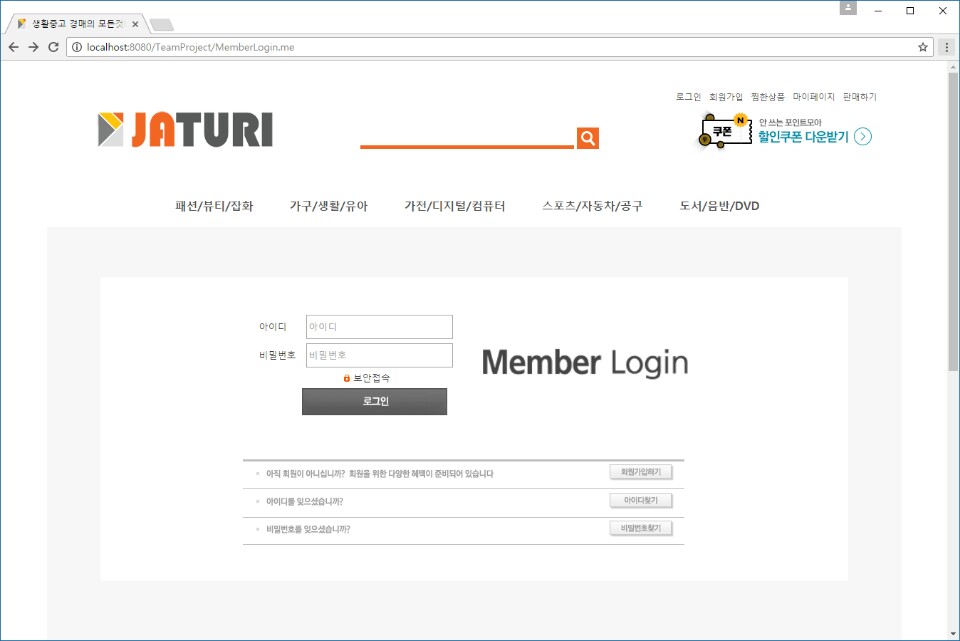 생활중고 경매의 모든것
localhost:8080/TeamProject/MemberLogin.me
로그인 회원가입 찜한상품 마이페이지 판매하기
JATURI
쿠폰 N
안 쓰는 포인트모아
할인쿠폰 다운받기
패션/뷰티/잡화 가구/생활/유아 가전/디지털/컴퓨터 스포츠/자동차/공구 도서/음반/DVD
아이디 아이디
비밀번호 비밀번호
보안접속
로그인
Member Login
아직 회원이 아니십니까? 회원을 위한 다양한 혜택이 준비되어 있습니다 회원가입하기
아이디를 잊으셨습니까? 아이디찾기
비밀번호를 잊으셨습니까? 비밀번호찾기